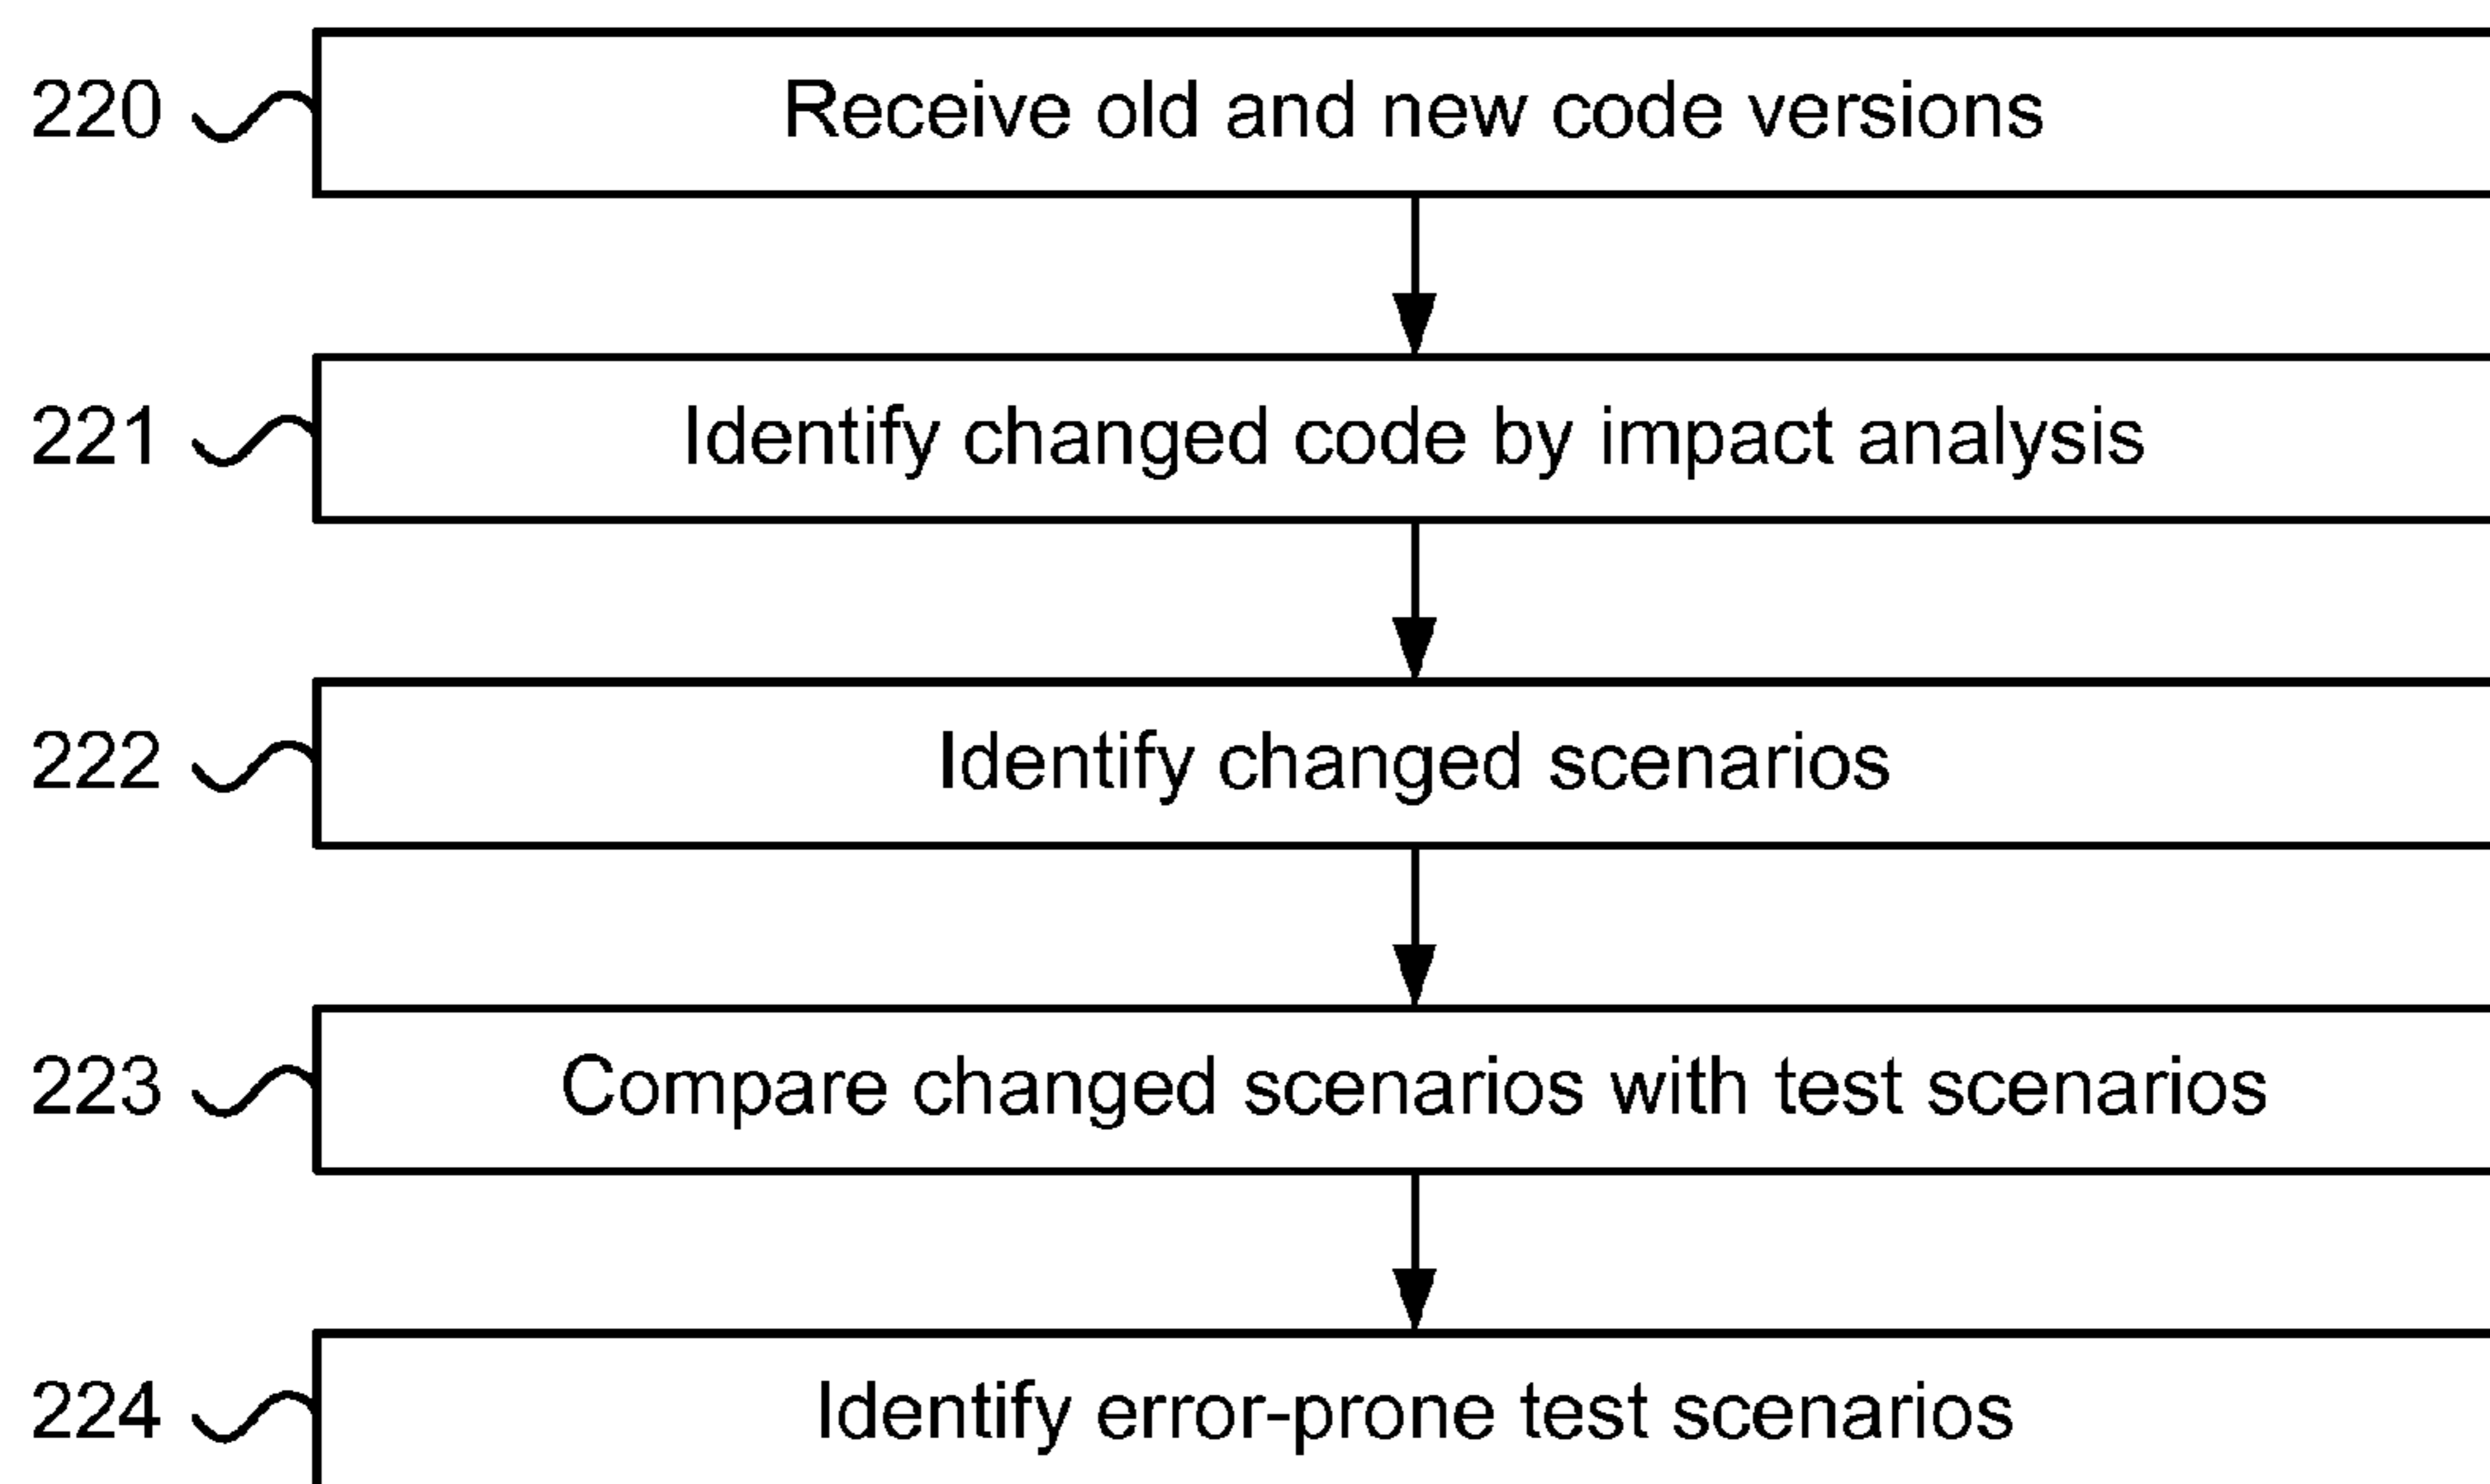 220 Receive old and new code versions
221 Identify changed code by impact analysis
222 Identify changed scenarios
223 Compare changed scenarios with test scenarios
224 Identify error-prone test scenarios